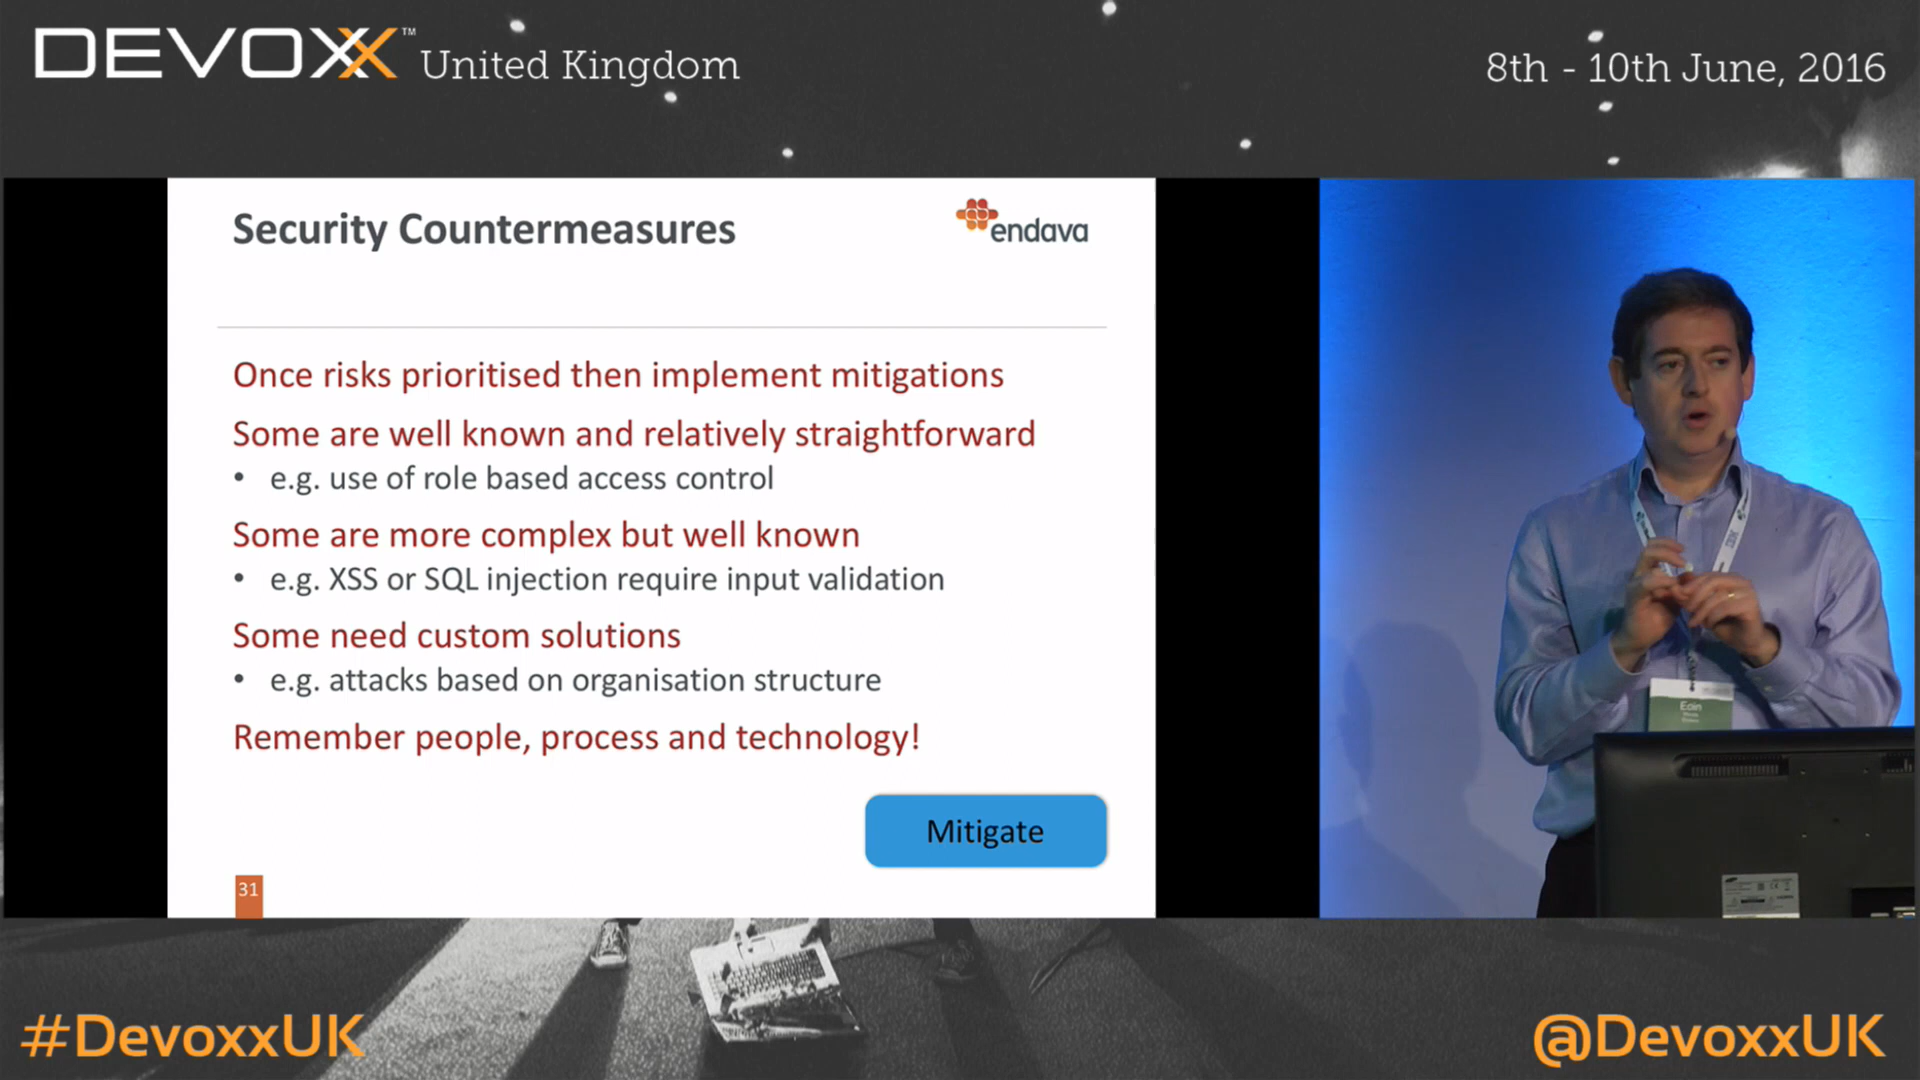 DEVOXX™ United Kingdom
8th - 10th June, 2016
Security Countermeasures
endava
Once risks prioritised then implement mitigations
Some are well known and relatively straightforward
• e.g. use of role based access control
Some are more complex but well known
• e.g. XSS or SQL injection require input validation
Some need custom solutions
• e.g. attacks based on organisation structure
Remember people, process and technology!
Mitigate
31
Eoin
#DevoxxUK
@DevoxxUK